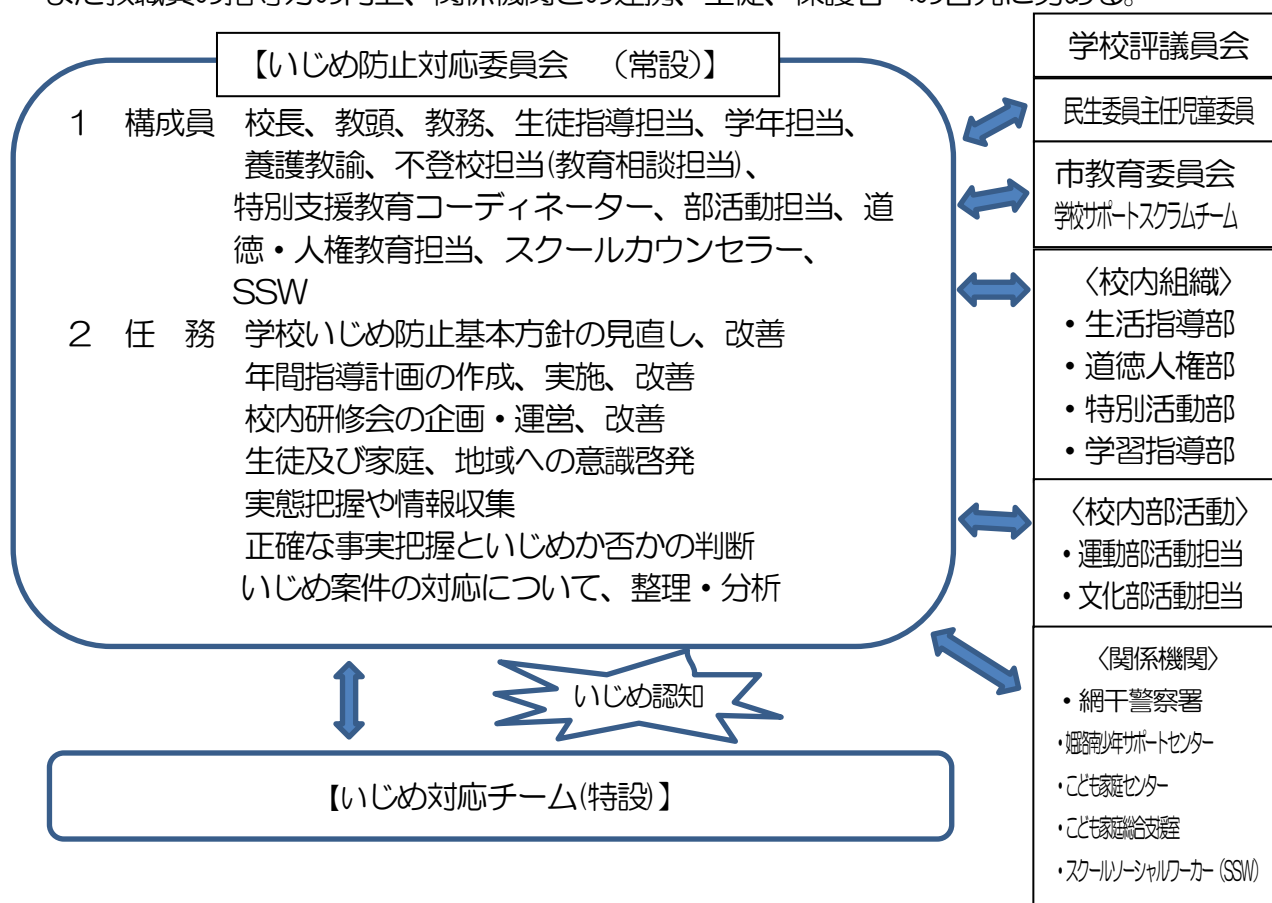 【いじめ防止対応委員会　（常設）】
１　構成員　校長、教頭、教務、生徒指導担当、学年担当、
養護教諭、不登校担当(教育相談担当)、
特別支援教育コーディネーター、部活動担当、道
徳・人権教育担当、スクールカウンセラー、
SSW
２　任　務　学校いじめ防止基本方針の見直し、改善
年間指導計画の作成、実施、改善
校内研修会の企画・運営、改善
生徒及び家庭、地域への意識啓発
実態把握や情報収集
正確な事実把握といじめか否かの判断
いじめ案件の対応について、整理・分析
いじめ認知
【いじめ対応チーム(特設)】
学校評議員会
民生委員主任児童委員
市教育委員会
学校サポートスクラムチーム
〈校内組織〉
・生活指導部
・道徳人権部
・特別活動部
・学習指導部
〈校内部活動〉
・運動部活動担当
・文化部活動担当
〈関係機関〉
・網干警察署
・姫路南少年サポートセンター
・こども家庭センター
・こども家庭総合支援室
・スクールソーシャルワーカー（SSW）